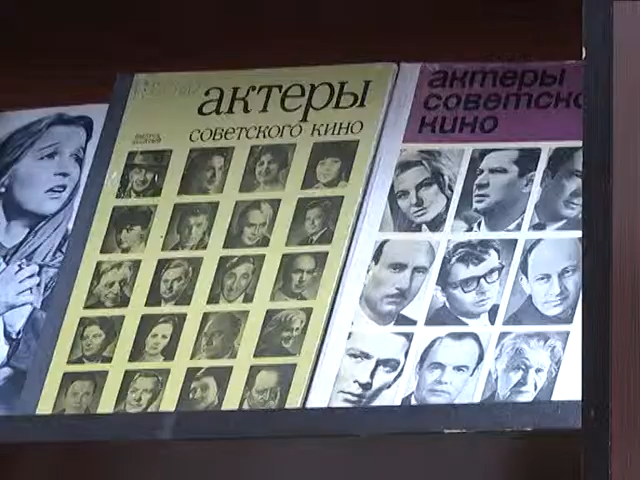 актеры
советского кино
актеры
советско
кино